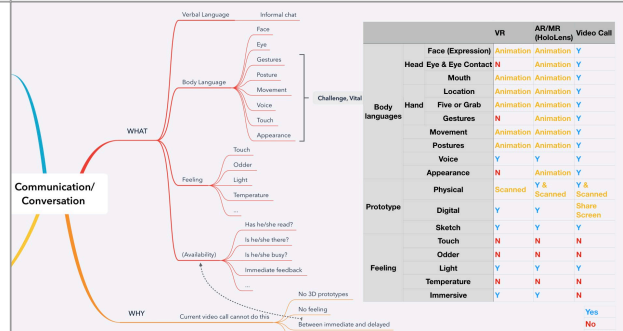 Communication/
Conversation
WHAT
Verbal Language
Informal chat
Body Language
Face
Eye
Gestures
Posture
Movement
Voice
Touch
Appearance
Challenge, Vital
Feeling
Touch
Odder
Light
Temperature
...
(Availability)
Has he/she read?
Is he/she there?
Is he/she busy?
Immediate feedback
...
WHY
Current video call cannot do this
No 3D prototypes
No feeling
Between immediate and delayed
VR AR/MR (HoloLens) Video Call
Body languages
Head Face (Expression) Animation Animation Y
Eye & Eye Contact N Animation Y
Mouth Animation Animation Y
Hand Location Animation Animation Y
Five or Grab Animation Animation Y
Gestures N Animation Y
Movement Animation Animation Y
Postures Animation Animation Y
Voice Y Y Y
Appearance N Animation Y
Prototype
Physical Scanned Y & Scanned Y & Scanned
Digital Y Y Share Screen
Sketch Y Y Y
Feeling
Touch N N N
Odder N N N
Light Y Y Y
Temperature N N N
Immersive Y Y N
Yes
No